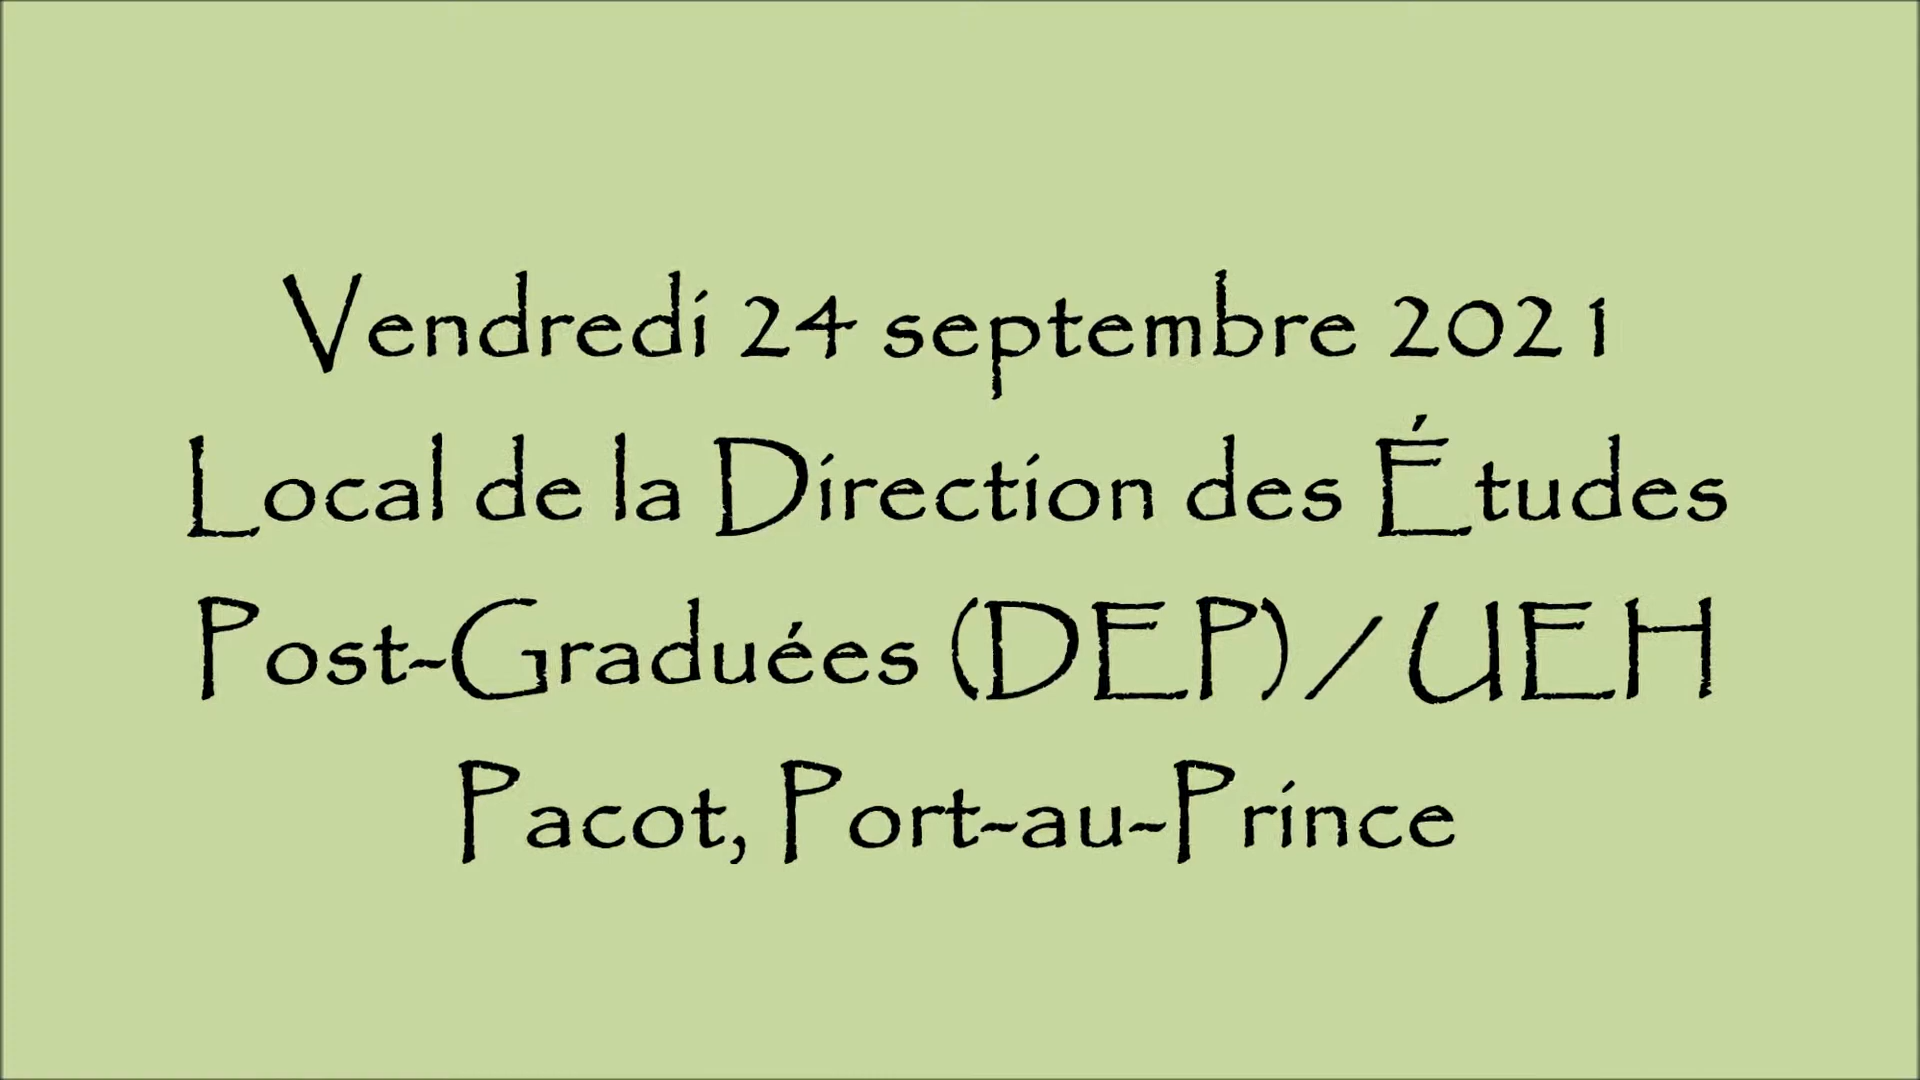 Vendredi 24 septembre 2021
Local de la Direction des Études
Post-Graduées (DEP) / UEH
Pacot, Port-au-Prince